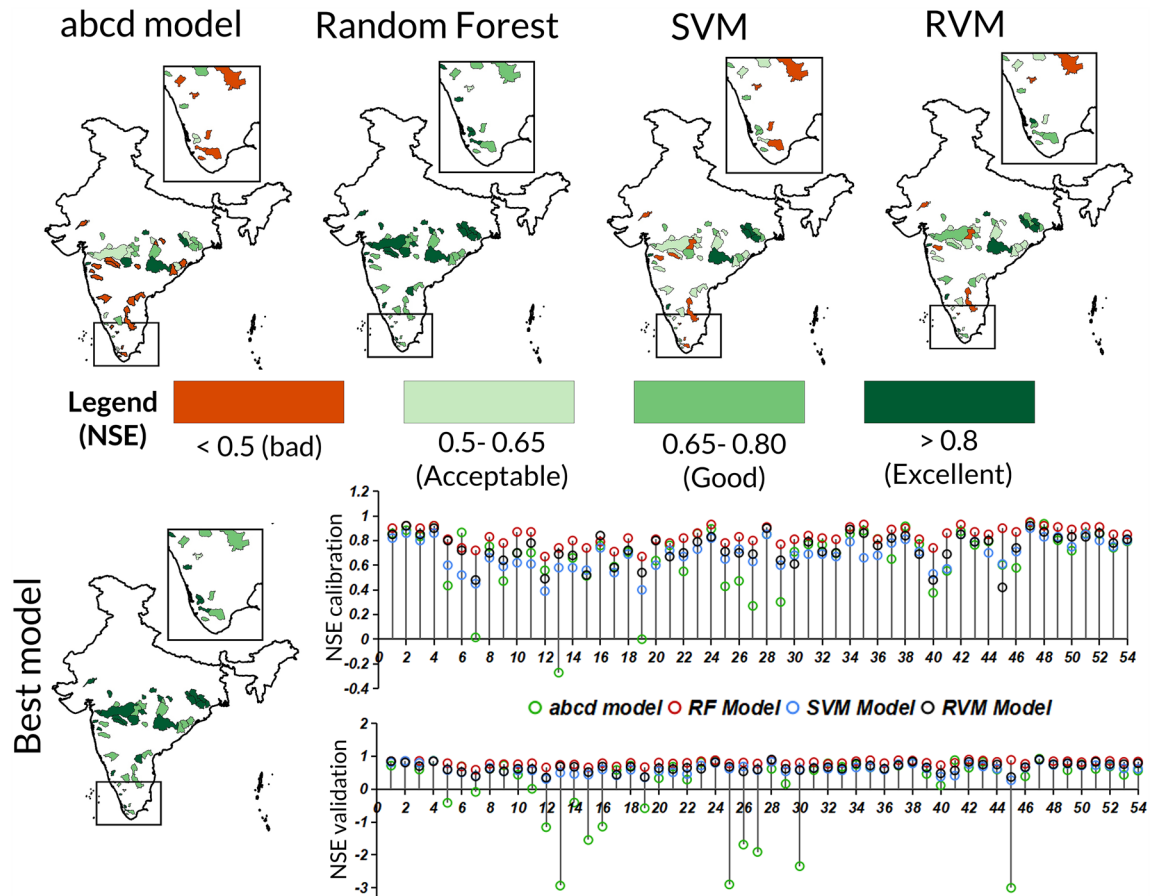 abcd model
Random Forest
SVM
RVM
Legend
(NSE)
< 0.5 (bad)
0.5- 0.65
(Acceptable)
0.65- 0.80
(Good)
> 0.8
(Excellent)
Best model
NSE calibration
1.2
1
0.8
0.6
0.4
0.2
0
-0.2
-0.4
0 2 4 6 8 10 12 14 16 18 20 22 24 26 28 30 32 34 36 38 40 42 44 46 48 50 52 54
abcd model RF Model SVM Model RVM Model
NSE validation
2
1
0
-1
-2
-3
0 2 4 6 8 10 12 14 16 18 20 22 24 26 28 30 32 34 36 38 40 42 44 46 48 50 52 54